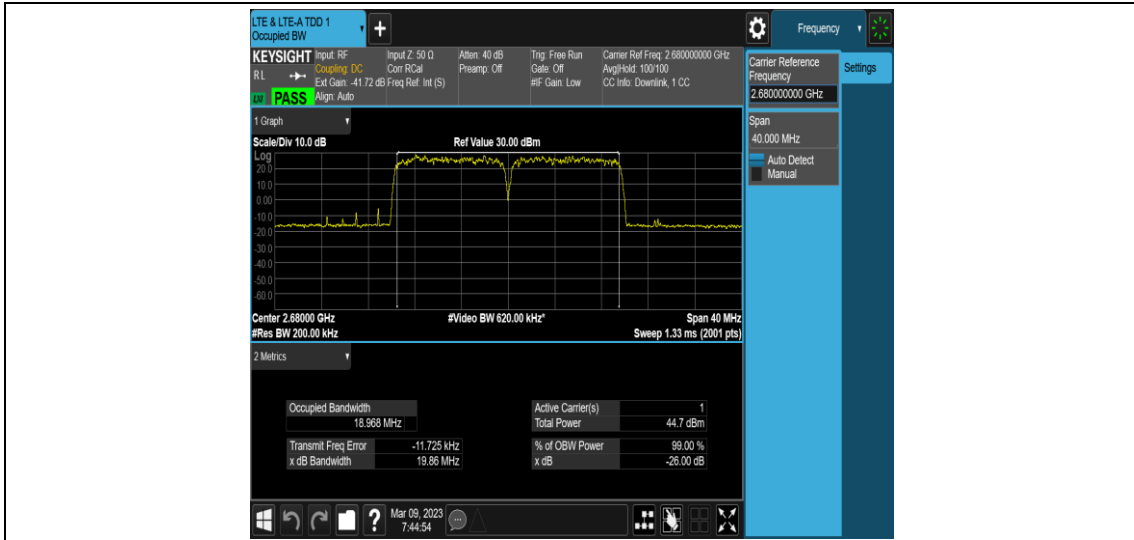 LTE & LTE-A TDD 1
Occupied BW
Frequency
KEYSIGHT
RL
LXI PASS
Input: RF
Coupling: DC
Ext Gain: -41.72 dB
Align: Auto
Input Z: 50 Ω
Corr RCal
Freq Ref: Int (S)
Atten: 40 dB
Preamp: Off
Trig: Free Run
Gate: Off
#IF Gain: Low
Carrier Ref Freq: 2.680000000 GHz
Avg|Hold: 100/100
CC Info: Downlink, 1 CC
Carrier Reference
Frequency
2.680000000 GHz
Settings
Span
40.000 MHz
Auto Detect
Manual
1 Graph
Scale/Div 10.0 dB
Ref Value 30.00 dBm
Log
20.0
10.0
0.00
-10.0
-20.0
-30.0
-40.0
-50.0
-60.0
Center 2.68000 GHz
#Video BW 620.00 kHz*
Span 40 MHz
#Res BW 200.00 kHz
Sweep 1.33 ms (2001 pts)
2 Metrics
Occupied Bandwidth
18.968 MHz
Active Carrier(s) 1
Total Power 44.7 dBm
Transmit Freq Error -11.725 kHz
x dB Bandwidth 19.86 MHz
% of OBW Power 99.00 %
x dB -26.00 dB
?
Mar 09, 2023
7:44:54